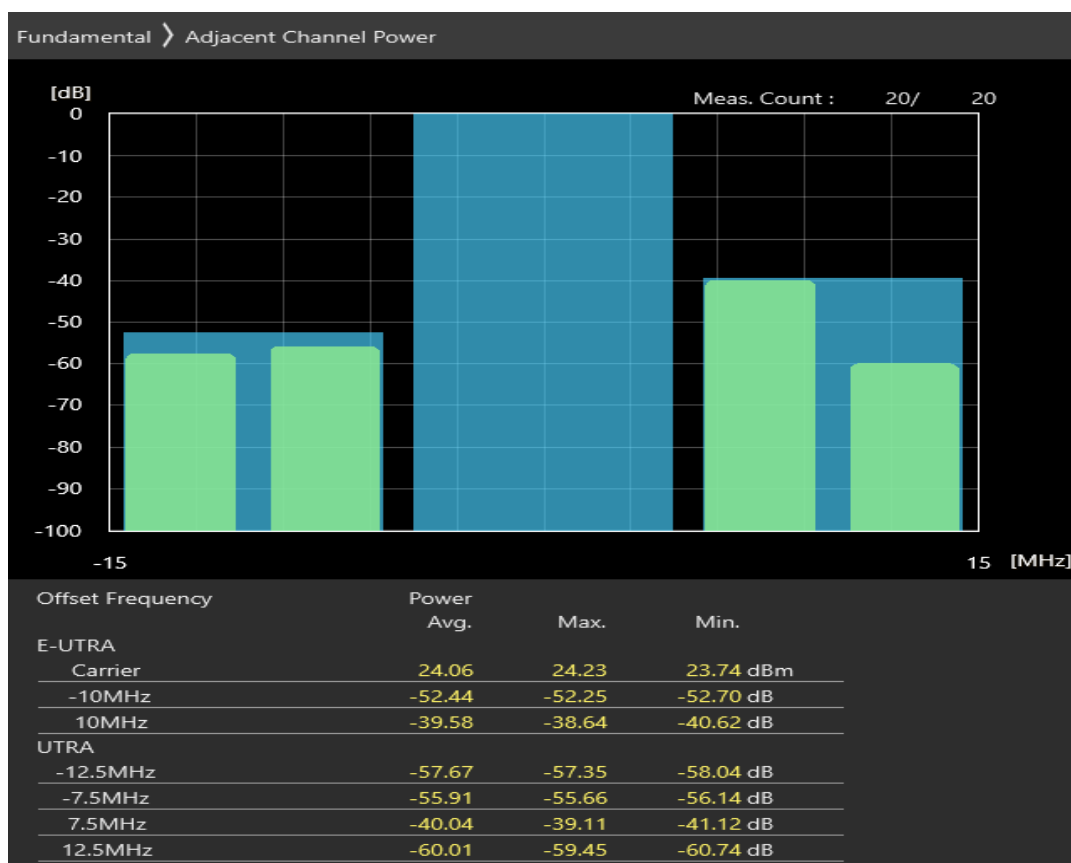 Fundamental ❯ Adjacent Channel Power
[dB]
Meas. Count : 20/ 20
0
-10
-20
-30
-40
-50
-60
-70
-80
-90
-100
-15 15 [MHz]
Offset Frequency Power
Avg. Max. Min.
E-UTRA
Carrier 24.06 24.23 23.74 dBm
-10MHz -52.44 -52.25 -52.70 dB
10MHz -39.58 -38.64 -40.62 dB
UTRA
-12.5MHz -57.67 -57.35 -58.04 dB
-7.5MHz -55.91 -55.66 -56.14 dB
7.5MHz -40.04 -39.11 -41.12 dB
12.5MHz -60.01 -59.45 -60.74 dB